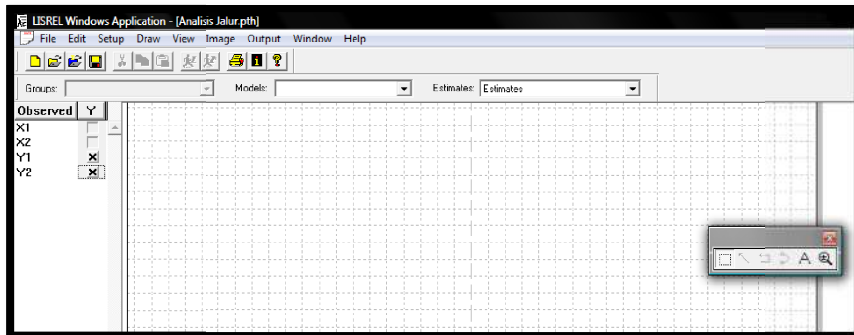 LISREL Windows Application - [Analisis Jalur.pth]
File Edit Setup Draw View Image Output Window Help
Groups: Models: Estimates: Estimates
Observed Y
X1
X2
Y1
Y2
A